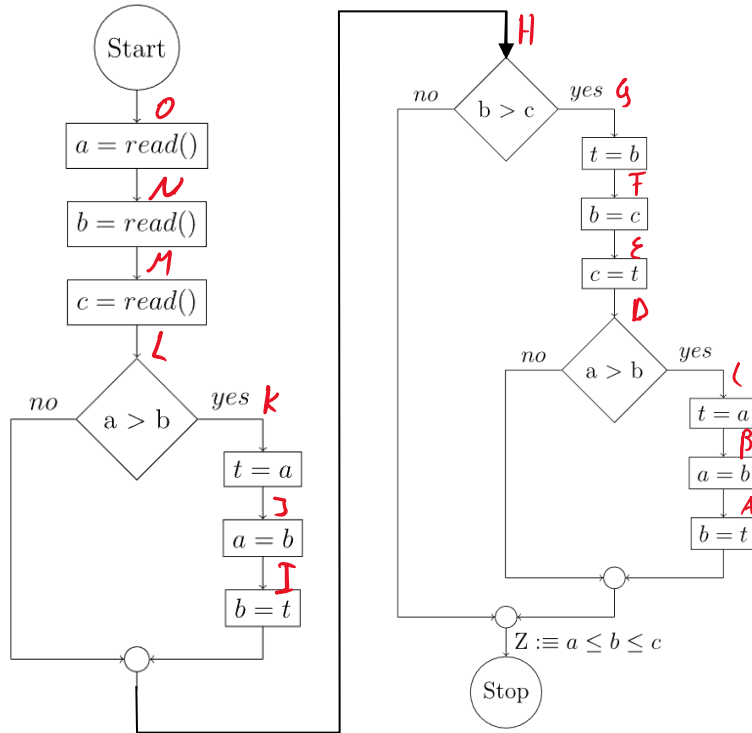 Start
O
a = read()
N
b = read()
M
c = read()
L
no
a > b
yes
K
t = a
J
a = b
I
b = t
H
no
b > c
yes
G
t = b
F
b = c
E
c = t
D
no
a > b
yes
C
t = a
B
a = b
A
b = t
Z :≡ a ≤ b ≤ c
Stop